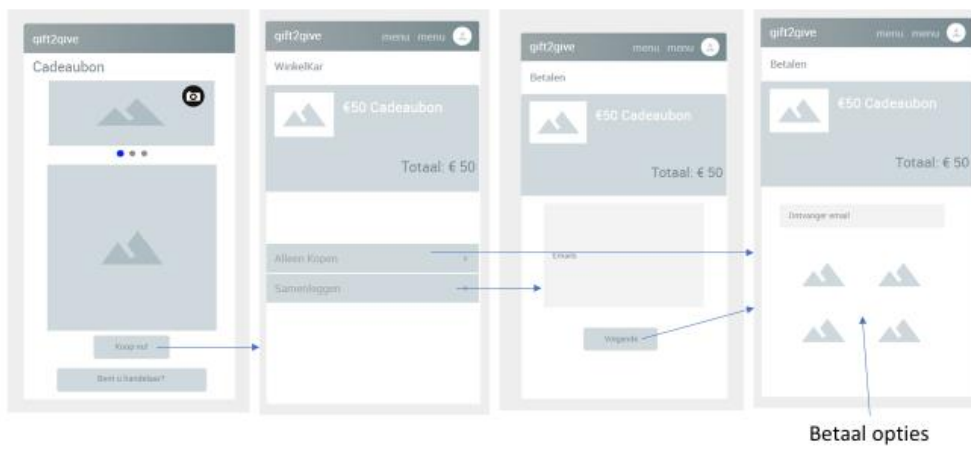 gift2give
Cadeaubon
Koop nu!
Bent u handelaar?
gift2give menu menu
WinkelKar
€50 Cadeaubon
Totaal: € 50
Alleen Kopen
Samenleggen
gift2give menu menu
Betalen
€50 Cadeaubon
Totaal: € 50
Emails
Volgende
gift2give menu menu
Betalen
€50 Cadeaubon
Totaal: € 50
Ontvanger email
Betaal opties